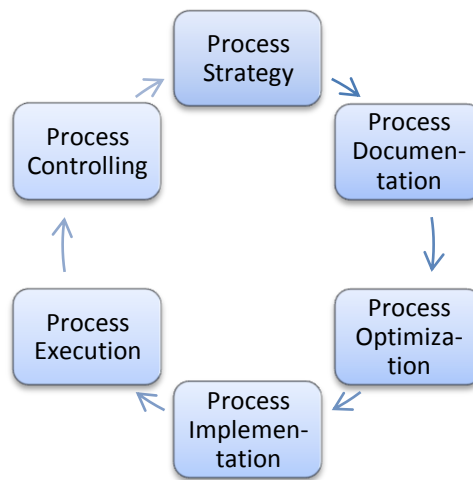 Process
Strategy
Process
Documen-
tation
Process
Optimiza-
tion
Process
Implemen-
tation
Process
Execution
Process
Controlling